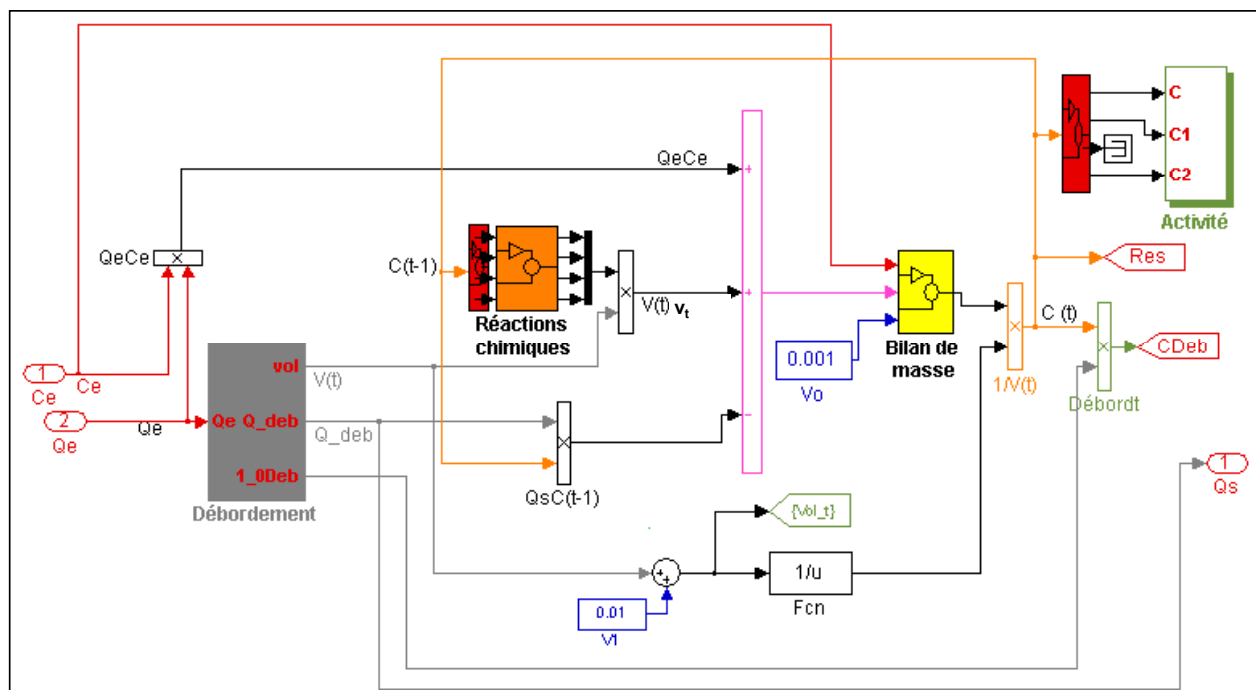 C
C1
C2
Activité
QeCe
+
QeCe
×
C(t-1)
Réactions
chimiques
×
V(t) vt
+
Res
Bilan de
masse
×
C (t)
1/V(t)
×
CDeb
Débordt
0.001
Vo
1
Ce
Ce
2
Qe
Qe
vol
Qe Q_deb
1_0Deb
Débordement
V(t)
Q_deb
×
QsC(t-1)
-
1
Qs
{Vol_t}
+
+
1/u
Fcn
0.01